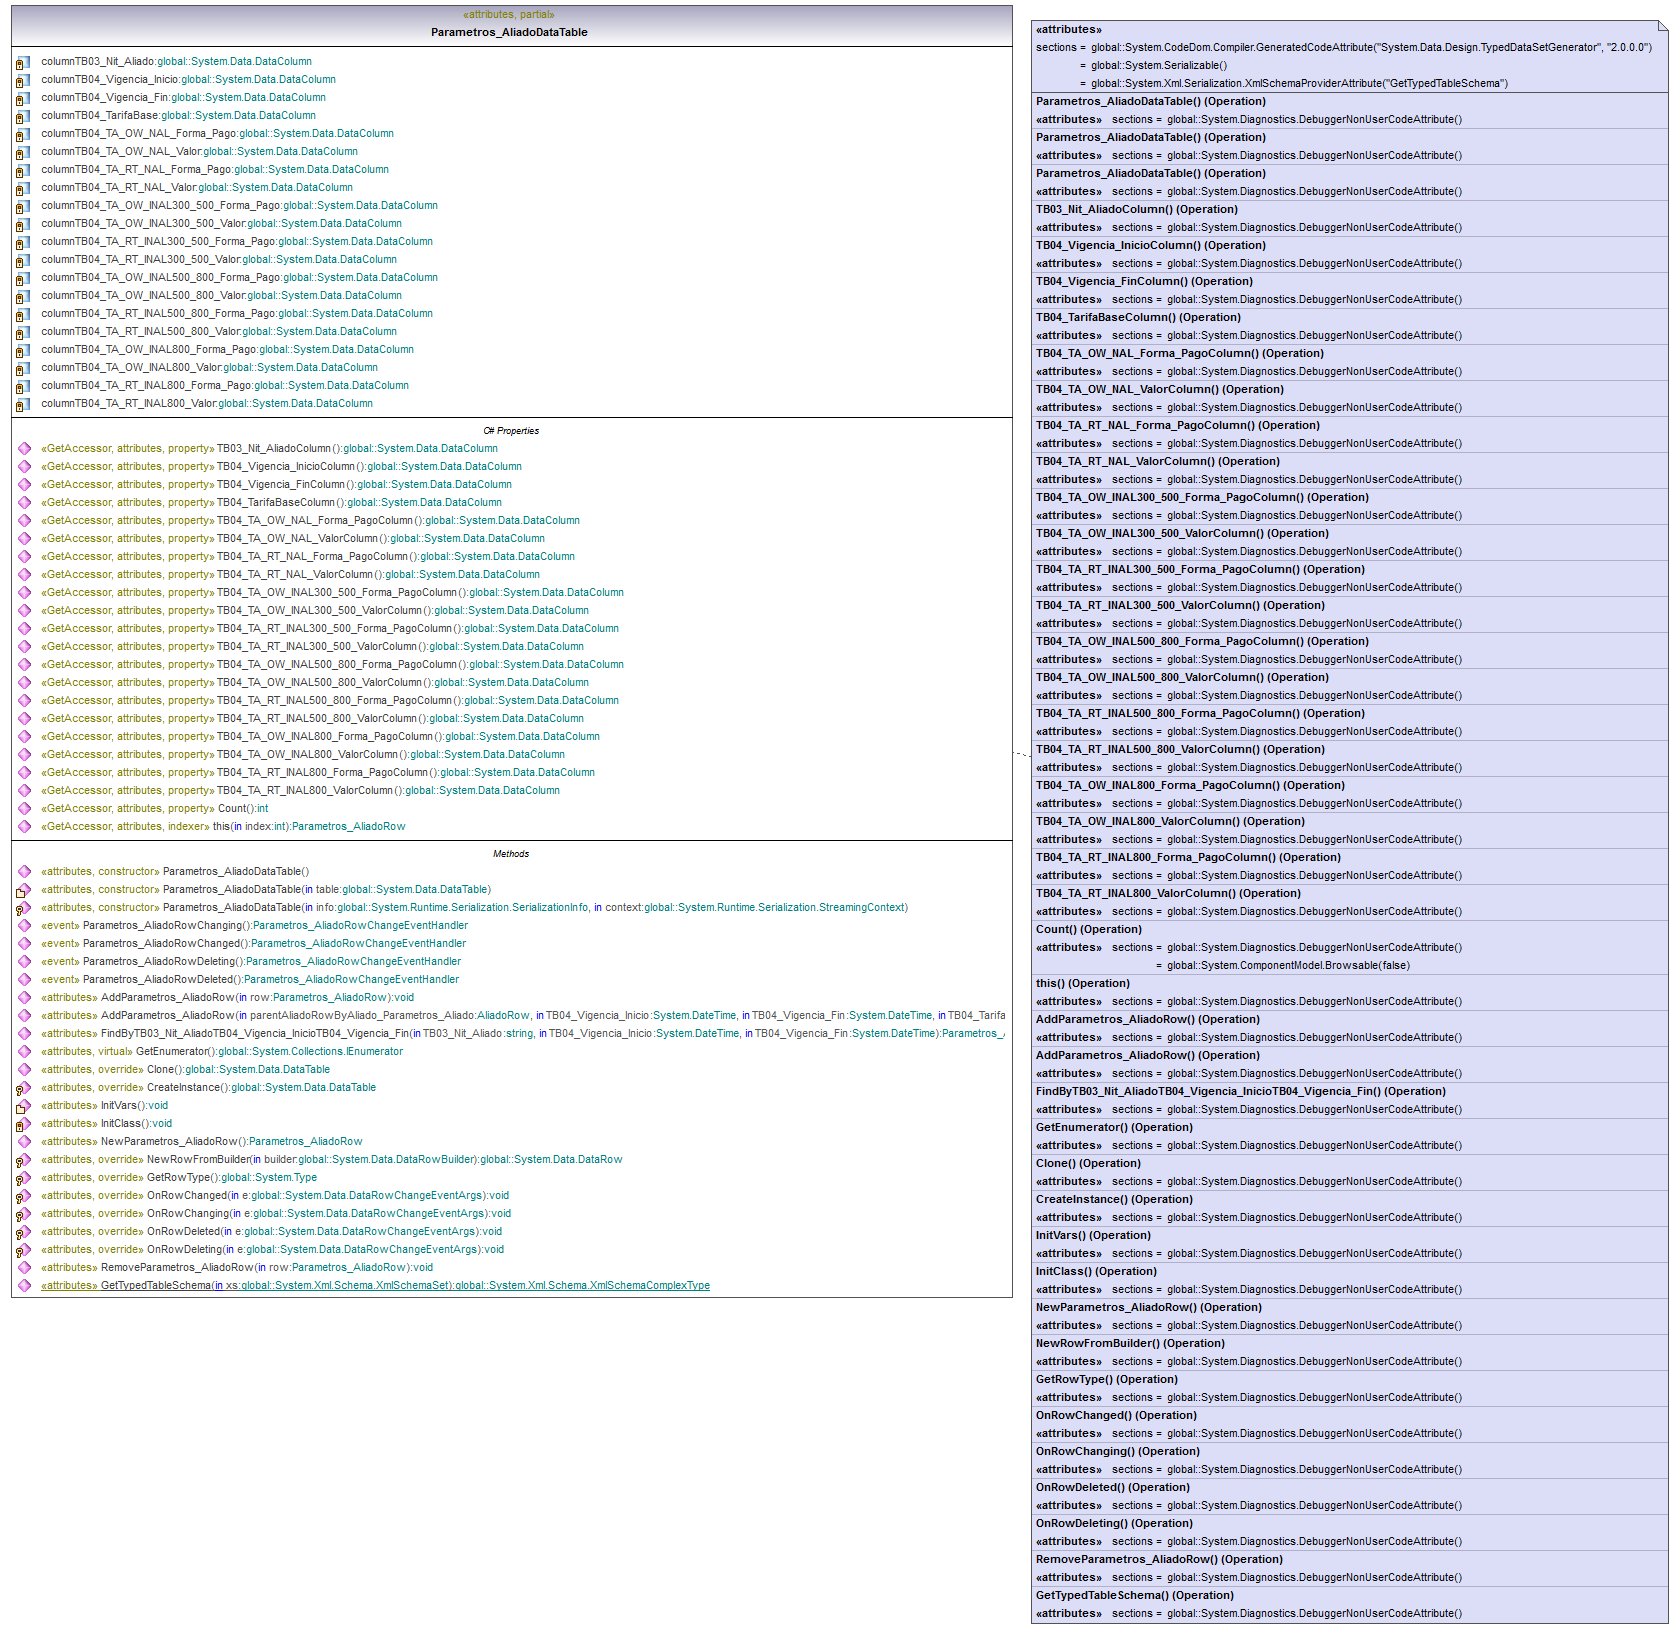 «attributes, partial»
Parametros_AliadoDataTable
columnTB03_Nit_Aliado:global::System.Data.DataColumn
columnTB04_Vigencia_Inicio:global::System.Data.DataColumn
columnTB04_Vigencia_Fin:global::System.Data.DataColumn
columnTB04_TarifaBase:global::System.Data.DataColumn
columnTB04_TA_OW_NAL_Forma_Pago:global::System.Data.DataColumn
columnTB04_TA_OW_NAL_Valor:global::System.Data.DataColumn
columnTB04_TA_RT_NAL_Forma_Pago:global::System.Data.DataColumn
columnTB04_TA_RT_NAL_Valor:global::System.Data.DataColumn
columnTB04_TA_OW_INAL300_500_Forma_Pago:global::System.Data.DataColumn
columnTB04_TA_OW_INAL300_500_Valor:global::System.Data.DataColumn
columnTB04_TA_RT_INAL300_500_Forma_Pago:global::System.Data.DataColumn
columnTB04_TA_RT_INAL300_500_Valor:global::System.Data.DataColumn
columnTB04_TA_OW_INAL500_800_Forma_Pago:global::System.Data.DataColumn
columnTB04_TA_OW_INAL500_800_Valor:global::System.Data.DataColumn
columnTB04_TA_RT_INAL500_800_Forma_Pago:global::System.Data.DataColumn
columnTB04_TA_RT_INAL500_800_Valor:global::System.Data.DataColumn
columnTB04_TA_OW_INAL800_Forma_Pago:global::System.Data.DataColumn
columnTB04_TA_OW_INAL800_Valor:global::System.Data.DataColumn
columnTB04_TA_RT_INAL800_Forma_Pago:global::System.Data.DataColumn
columnTB04_TA_RT_INAL800_Valor:global::System.Data.DataColumn
C# Properties
«GetAccessor, attributes, property» TB03_Nit_AliadoColumn():global::System.Data.DataColumn
«GetAccessor, attributes, property» TB04_Vigencia_InicioColumn():global::System.Data.DataColumn
«GetAccessor, attributes, property» TB04_Vigencia_FinColumn():global::System.Data.DataColumn
«GetAccessor, attributes, property» TB04_TarifaBaseColumn():global::System.Data.DataColumn
«GetAccessor, attributes, property» TB04_TA_OW_NAL_Forma_PagoColumn():global::System.Data.DataColumn
«GetAccessor, attributes, property» TB04_TA_OW_NAL_ValorColumn():global::System.Data.DataColumn
«GetAccessor, attributes, property» TB04_TA_RT_NAL_Forma_PagoColumn():global::System.Data.DataColumn
«GetAccessor, attributes, property» TB04_TA_RT_NAL_ValorColumn():global::System.Data.DataColumn
«GetAccessor, attributes, property» TB04_TA_OW_INAL300_500_Forma_PagoColumn():global::System.Data.DataColumn
«GetAccessor, attributes, property» TB04_TA_OW_INAL300_500_ValorColumn():global::System.Data.DataColumn
«GetAccessor, attributes, property» TB04_TA_RT_INAL300_500_Forma_PagoColumn():global::System.Data.DataColumn
«GetAccessor, attributes, property» TB04_TA_RT_INAL300_500_ValorColumn():global::System.Data.DataColumn
«GetAccessor, attributes, property» TB04_TA_OW_INAL500_800_Forma_PagoColumn():global::System.Data.DataColumn
«GetAccessor, attributes, property» TB04_TA_OW_INAL500_800_ValorColumn():global::System.Data.DataColumn
«GetAccessor, attributes, property» TB04_TA_RT_INAL500_800_Forma_PagoColumn():global::System.Data.DataColumn
«GetAccessor, attributes, property» TB04_TA_RT_INAL500_800_ValorColumn():global::System.Data.DataColumn
«GetAccessor, attributes, property» TB04_TA_OW_INAL800_Forma_PagoColumn():global::System.Data.DataColumn
«GetAccessor, attributes, property» TB04_TA_OW_INAL800_ValorColumn():global::System.Data.DataColumn
«GetAccessor, attributes, property» TB04_TA_RT_INAL800_Forma_PagoColumn():global::System.Data.DataColumn
«GetAccessor, attributes, property» TB04_TA_RT_INAL800_ValorColumn():global::System.Data.DataColumn
«GetAccessor, attributes, property» Count():int
«GetAccessor, attributes, indexer» this(in index:int):Parametros_AliadoRow
Methods
«attributes, constructor» Parametros_AliadoDataTable()
«attributes, constructor» Parametros_AliadoDataTable(in table:global::System.Data.DataTable)
«attributes, constructor» Parametros_AliadoDataTable(in info:global::System.Runtime.Serialization.SerializationInfo, in context:global::System.Runtime.Serialization.StreamingContext)
«event» Parametros_AliadoRowChanging():Parametros_AliadoRowChangeEventHandler
«event» Parametros_AliadoRowChanged():Parametros_AliadoRowChangeEventHandler
«event» Parametros_AliadoRowDeleting():Parametros_AliadoRowChangeEventHandler
«event» Parametros_AliadoRowDeleted():Parametros_AliadoRowChangeEventHandler
«attributes» AddParametros_AliadoRow(in row:Parametros_AliadoRow):void
«attributes» AddParametros_AliadoRow(in parentAliadoRowByAliado_Parametros_Aliado:AliadoRow, in TB04_Vigencia_Inicio:System.DateTime, in TB04_Vigencia_Fin:System.DateTime, in TB04_Tarifa
«attributes» FindByTB03_Nit_AliadoTB04_Vigencia_InicioTB04_Vigencia_Fin(in TB03_Nit_Aliado:string, in TB04_Vigencia_Inicio:System.DateTime, in TB04_Vigencia_Fin:System.DateTime):Parametros_
«attributes, virtual» GetEnumerator():global::System.Collections.IEnumerator
«attributes, override» Clone():global::System.Data.DataTable
«attributes, override» CreateInstance():global::System.Data.DataTable
«attributes» InitVars():void
«attributes» InitClass():void
«attributes» NewParametros_AliadoRow():Parametros_AliadoRow
«attributes, override» NewRowFromBuilder(in builder:global::System.Data.DataRowBuilder):global::System.Data.DataRow
«attributes, override» GetRowType():global::System.Type
«attributes, override» OnRowChanged(in e:global::System.Data.DataRowChangeEventArgs):void
«attributes, override» OnRowChanging(in e:global::System.Data.DataRowChangeEventArgs):void
«attributes, override» OnRowDeleted(in e:global::System.Data.DataRowChangeEventArgs):void
«attributes, override» OnRowDeleting(in e:global::System.Data.DataRowChangeEventArgs):void
«attributes» RemoveParametros_AliadoRow(in row:Parametros_AliadoRow):void
«attributes» GetTypedTableSchema(in xs:global::System.Xml.Schema.XmlSchemaSet):global::System.Xml.Schema.XmlSchemaComplexType
«attributes»
sections = global::System.CodeDom.Compiler.GeneratedCodeAttribute("System.Data.Design.TypedDataSetGenerator", "2.0.0.0")
= global::System.Serializable()
= global::System.Xml.Serialization.XmlSchemaProviderAttribute("GetTypedTableSchema")
Parametros_AliadoDataTable() (Operation)
«attributes» sections = global::System.Diagnostics.DebuggerNonUserCodeAttribute()
Parametros_AliadoDataTable() (Operation)
«attributes» sections = global::System.Diagnostics.DebuggerNonUserCodeAttribute()
Parametros_AliadoDataTable() (Operation)
«attributes» sections = global::System.Diagnostics.DebuggerNonUserCodeAttribute()
TB03_Nit_AliadoColumn() (Operation)
«attributes» sections = global::System.Diagnostics.DebuggerNonUserCodeAttribute()
TB04_Vigencia_InicioColumn() (Operation)
«attributes» sections = global::System.Diagnostics.DebuggerNonUserCodeAttribute()
TB04_Vigencia_FinColumn() (Operation)
«attributes» sections = global::System.Diagnostics.DebuggerNonUserCodeAttribute()
TB04_TarifaBaseColumn() (Operation)
«attributes» sections = global::System.Diagnostics.DebuggerNonUserCodeAttribute()
TB04_TA_OW_NAL_Forma_PagoColumn() (Operation)
«attributes» sections = global::System.Diagnostics.DebuggerNonUserCodeAttribute()
TB04_TA_OW_NAL_ValorColumn() (Operation)
«attributes» sections = global::System.Diagnostics.DebuggerNonUserCodeAttribute()
TB04_TA_RT_NAL_Forma_PagoColumn() (Operation)
«attributes» sections = global::System.Diagnostics.DebuggerNonUserCodeAttribute()
TB04_TA_RT_NAL_ValorColumn() (Operation)
«attributes» sections = global::System.Diagnostics.DebuggerNonUserCodeAttribute()
TB04_TA_OW_INAL300_500_Forma_PagoColumn() (Operation)
«attributes» sections = global::System.Diagnostics.DebuggerNonUserCodeAttribute()
TB04_TA_OW_INAL300_500_ValorColumn() (Operation)
«attributes» sections = global::System.Diagnostics.DebuggerNonUserCodeAttribute()
TB04_TA_RT_INAL300_500_Forma_PagoColumn() (Operation)
«attributes» sections = global::System.Diagnostics.DebuggerNonUserCodeAttribute()
TB04_TA_RT_INAL300_500_ValorColumn() (Operation)
«attributes» sections = global::System.Diagnostics.DebuggerNonUserCodeAttribute()
TB04_TA_OW_INAL500_800_Forma_PagoColumn() (Operation)
«attributes» sections = global::System.Diagnostics.DebuggerNonUserCodeAttribute()
TB04_TA_OW_INAL500_800_ValorColumn() (Operation)
«attributes» sections = global::System.Diagnostics.DebuggerNonUserCodeAttribute()
TB04_TA_RT_INAL500_800_Forma_PagoColumn() (Operation)
«attributes» sections = global::System.Diagnostics.DebuggerNonUserCodeAttribute()
TB04_TA_RT_INAL500_800_ValorColumn() (Operation)
«attributes» sections = global::System.Diagnostics.DebuggerNonUserCodeAttribute()
TB04_TA_OW_INAL800_Forma_PagoColumn() (Operation)
«attributes» sections = global::System.Diagnostics.DebuggerNonUserCodeAttribute()
TB04_TA_OW_INAL800_ValorColumn() (Operation)
«attributes» sections = global::System.Diagnostics.DebuggerNonUserCodeAttribute()
TB04_TA_RT_INAL800_Forma_PagoColumn() (Operation)
«attributes» sections = global::System.Diagnostics.DebuggerNonUserCodeAttribute()
TB04_TA_RT_INAL800_ValorColumn() (Operation)
«attributes» sections = global::System.Diagnostics.DebuggerNonUserCodeAttribute()
Count() (Operation)
«attributes» sections = global::System.Diagnostics.DebuggerNonUserCodeAttribute()
= global::System.ComponentModel.Browsable(false)
this() (Operation)
«attributes» sections = global::System.Diagnostics.DebuggerNonUserCodeAttribute()
AddParametros_AliadoRow() (Operation)
«attributes» sections = global::System.Diagnostics.DebuggerNonUserCodeAttribute()
AddParametros_AliadoRow() (Operation)
«attributes» sections = global::System.Diagnostics.DebuggerNonUserCodeAttribute()
FindByTB03_Nit_AliadoTB04_Vigencia_InicioTB04_Vigencia_Fin() (Operation)
«attributes» sections = global::System.Diagnostics.DebuggerNonUserCodeAttribute()
GetEnumerator() (Operation)
«attributes» sections = global::System.Diagnostics.DebuggerNonUserCodeAttribute()
Clone() (Operation)
«attributes» sections = global::System.Diagnostics.DebuggerNonUserCodeAttribute()
CreateInstance() (Operation)
«attributes» sections = global::System.Diagnostics.DebuggerNonUserCodeAttribute()
InitVars() (Operation)
«attributes» sections = global::System.Diagnostics.DebuggerNonUserCodeAttribute()
InitClass() (Operation)
«attributes» sections = global::System.Diagnostics.DebuggerNonUserCodeAttribute()
NewParametros_AliadoRow() (Operation)
«attributes» sections = global::System.Diagnostics.DebuggerNonUserCodeAttribute()
NewRowFromBuilder() (Operation)
«attributes» sections = global::System.Diagnostics.DebuggerNonUserCodeAttribute()
GetRowType() (Operation)
«attributes» sections = global::System.Diagnostics.DebuggerNonUserCodeAttribute()
OnRowChanged() (Operation)
«attributes» sections = global::System.Diagnostics.DebuggerNonUserCodeAttribute()
OnRowChanging() (Operation)
«attributes» sections = global::System.Diagnostics.DebuggerNonUserCodeAttribute()
OnRowDeleted() (Operation)
«attributes» sections = global::System.Diagnostics.DebuggerNonUserCodeAttribute()
OnRowDeleting() (Operation)
«attributes» sections = global::System.Diagnostics.DebuggerNonUserCodeAttribute()
RemoveParametros_AliadoRow() (Operation)
«attributes» sections = global::System.Diagnostics.DebuggerNonUserCodeAttribute()
GetTypedTableSchema() (Operation)
«attributes» sections = global::System.Diagnostics.DebuggerNonUserCodeAttribute()